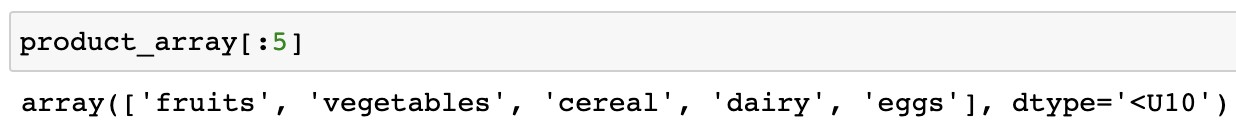 product_array[:5]
array(['fruits', 'vegetables', 'cereal', 'dairy', 'eggs'], dtype='<U10')